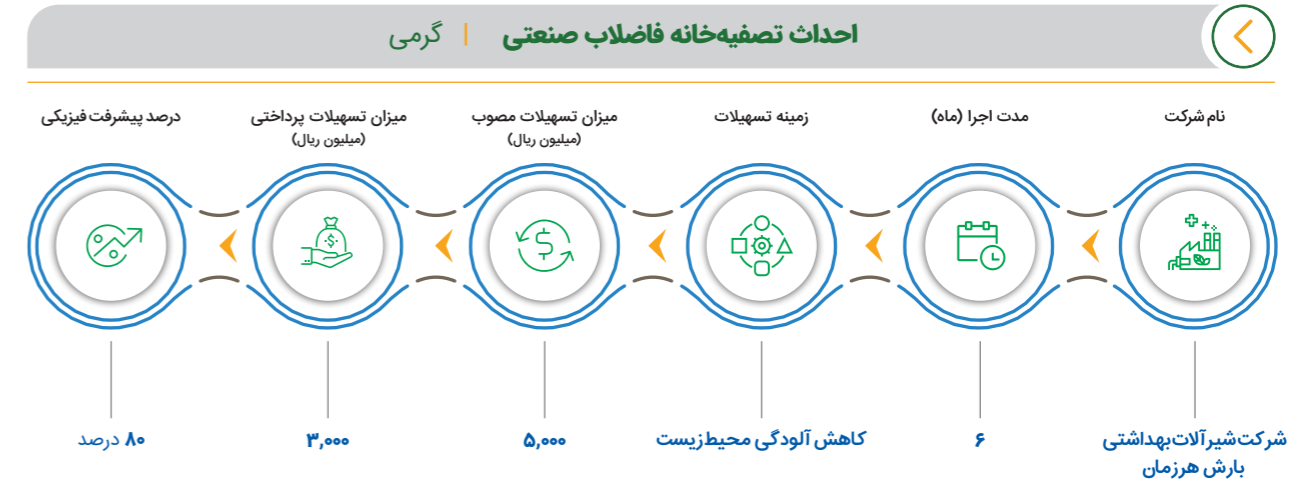 احداث تصفیه‌خانه فاضلاب صنعتی | گرمی
نام شرکت
مدت اجرا (ماه)
زمینه تسهیلات
میزان تسهیلات مصوب
(میلیون ریال)
میزان تسهیلات پرداختی
(میلیون ریال)
درصد پیشرفت فیزیکی
شرکت شیرآلات بهداشتی
بارش هرزمان
۶
کاهش آلودگی محیط‌زیست
۵,۰۰۰
۳,۰۰۰
۸۰ درصد